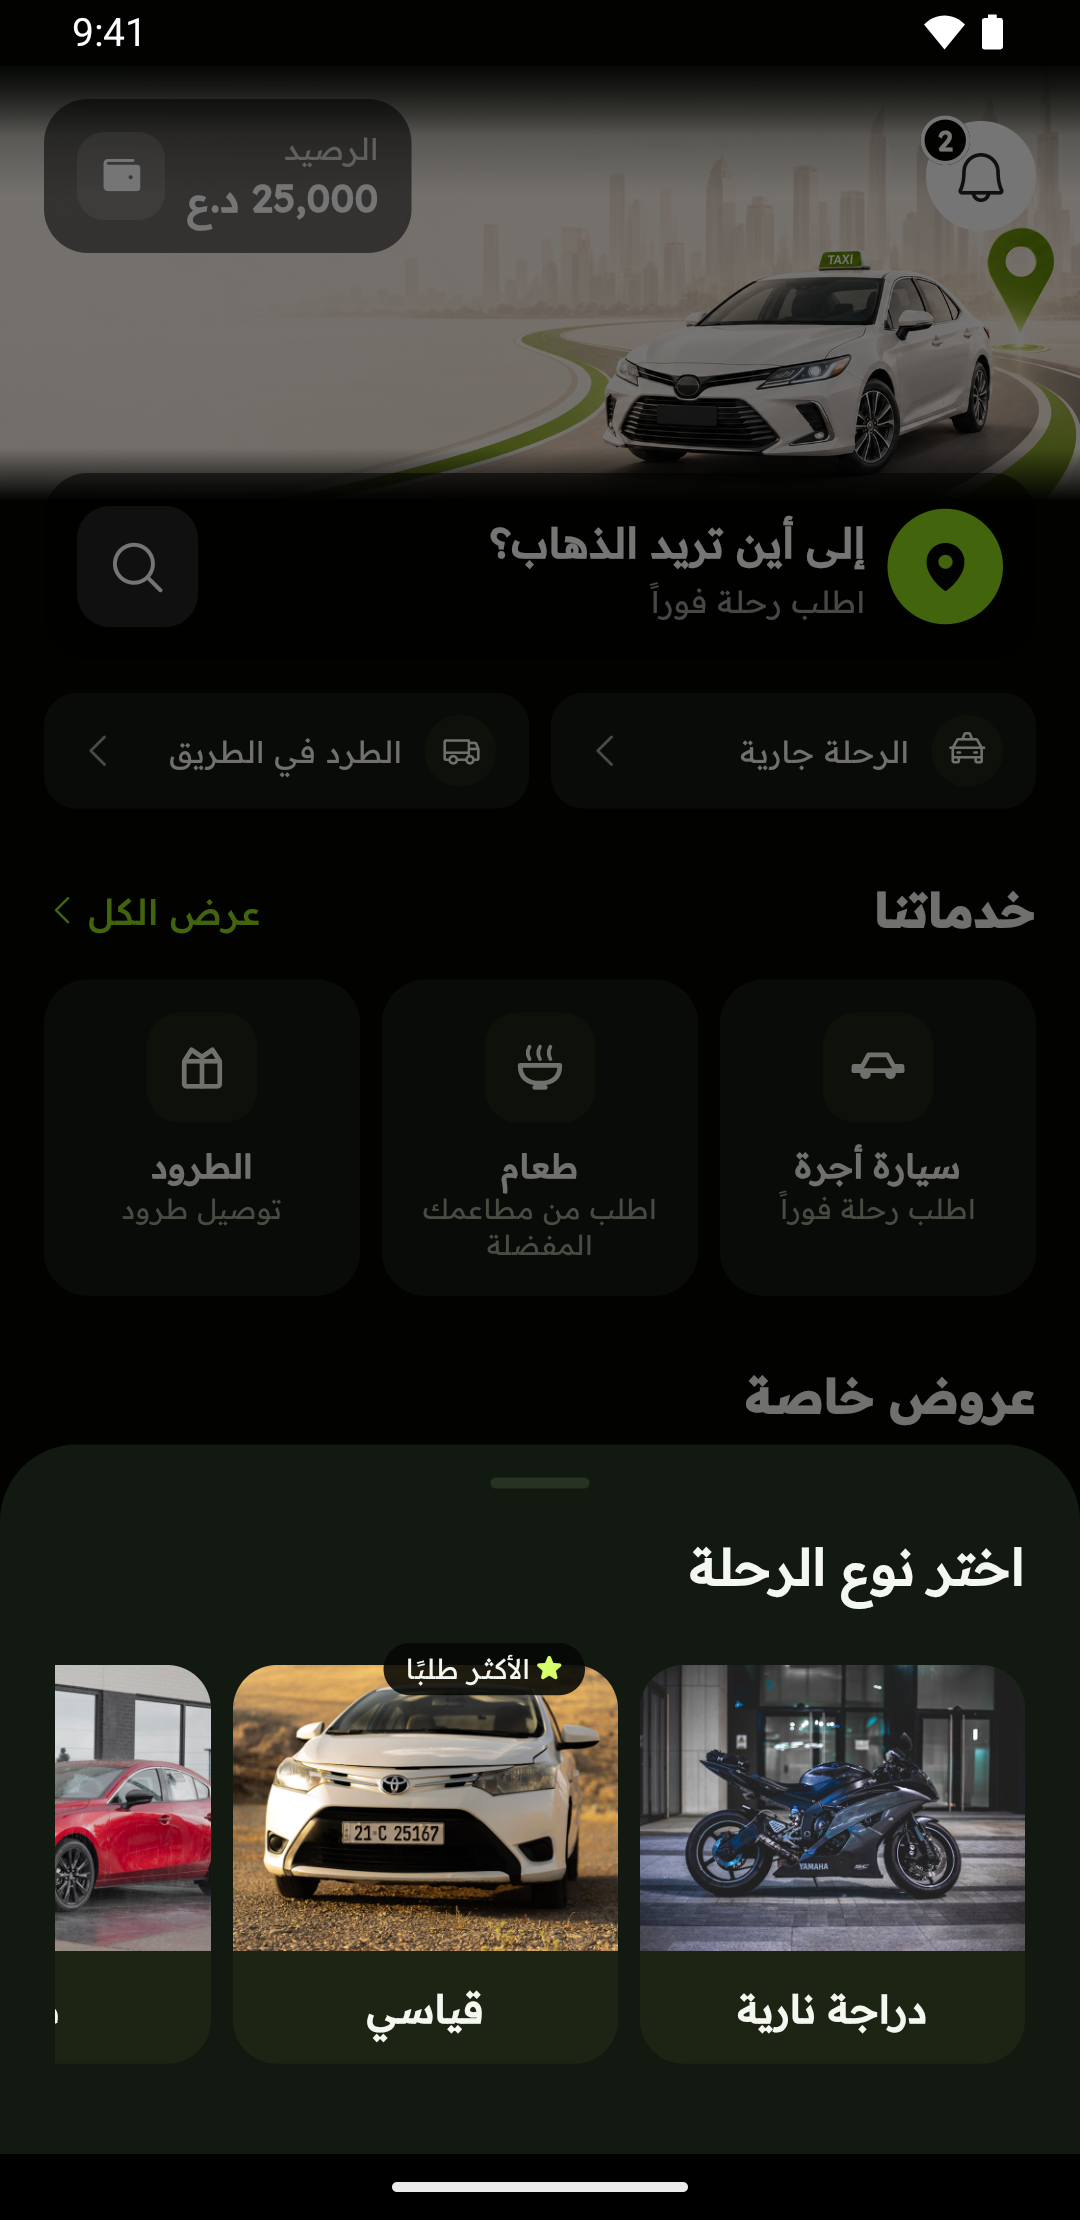 9:41
2
الرصيد
25,000 د.ع
TAXI
إلى أين تريد الذهاب؟
اطلب رحلة فوراً
الرحلة جارية
الطرد في الطريق
خدماتنا
عرض الكل
سيارة أجرة
اطلب رحلة فوراً
طعام
اطلب من مطاعمك
المفضلة
الطرود
توصيل طرود
عروض خاصة
اختر نوع الرحلة
الأكثر طلبًا
YAMAHA
21 C 25167
دراجة نارية
قياسي